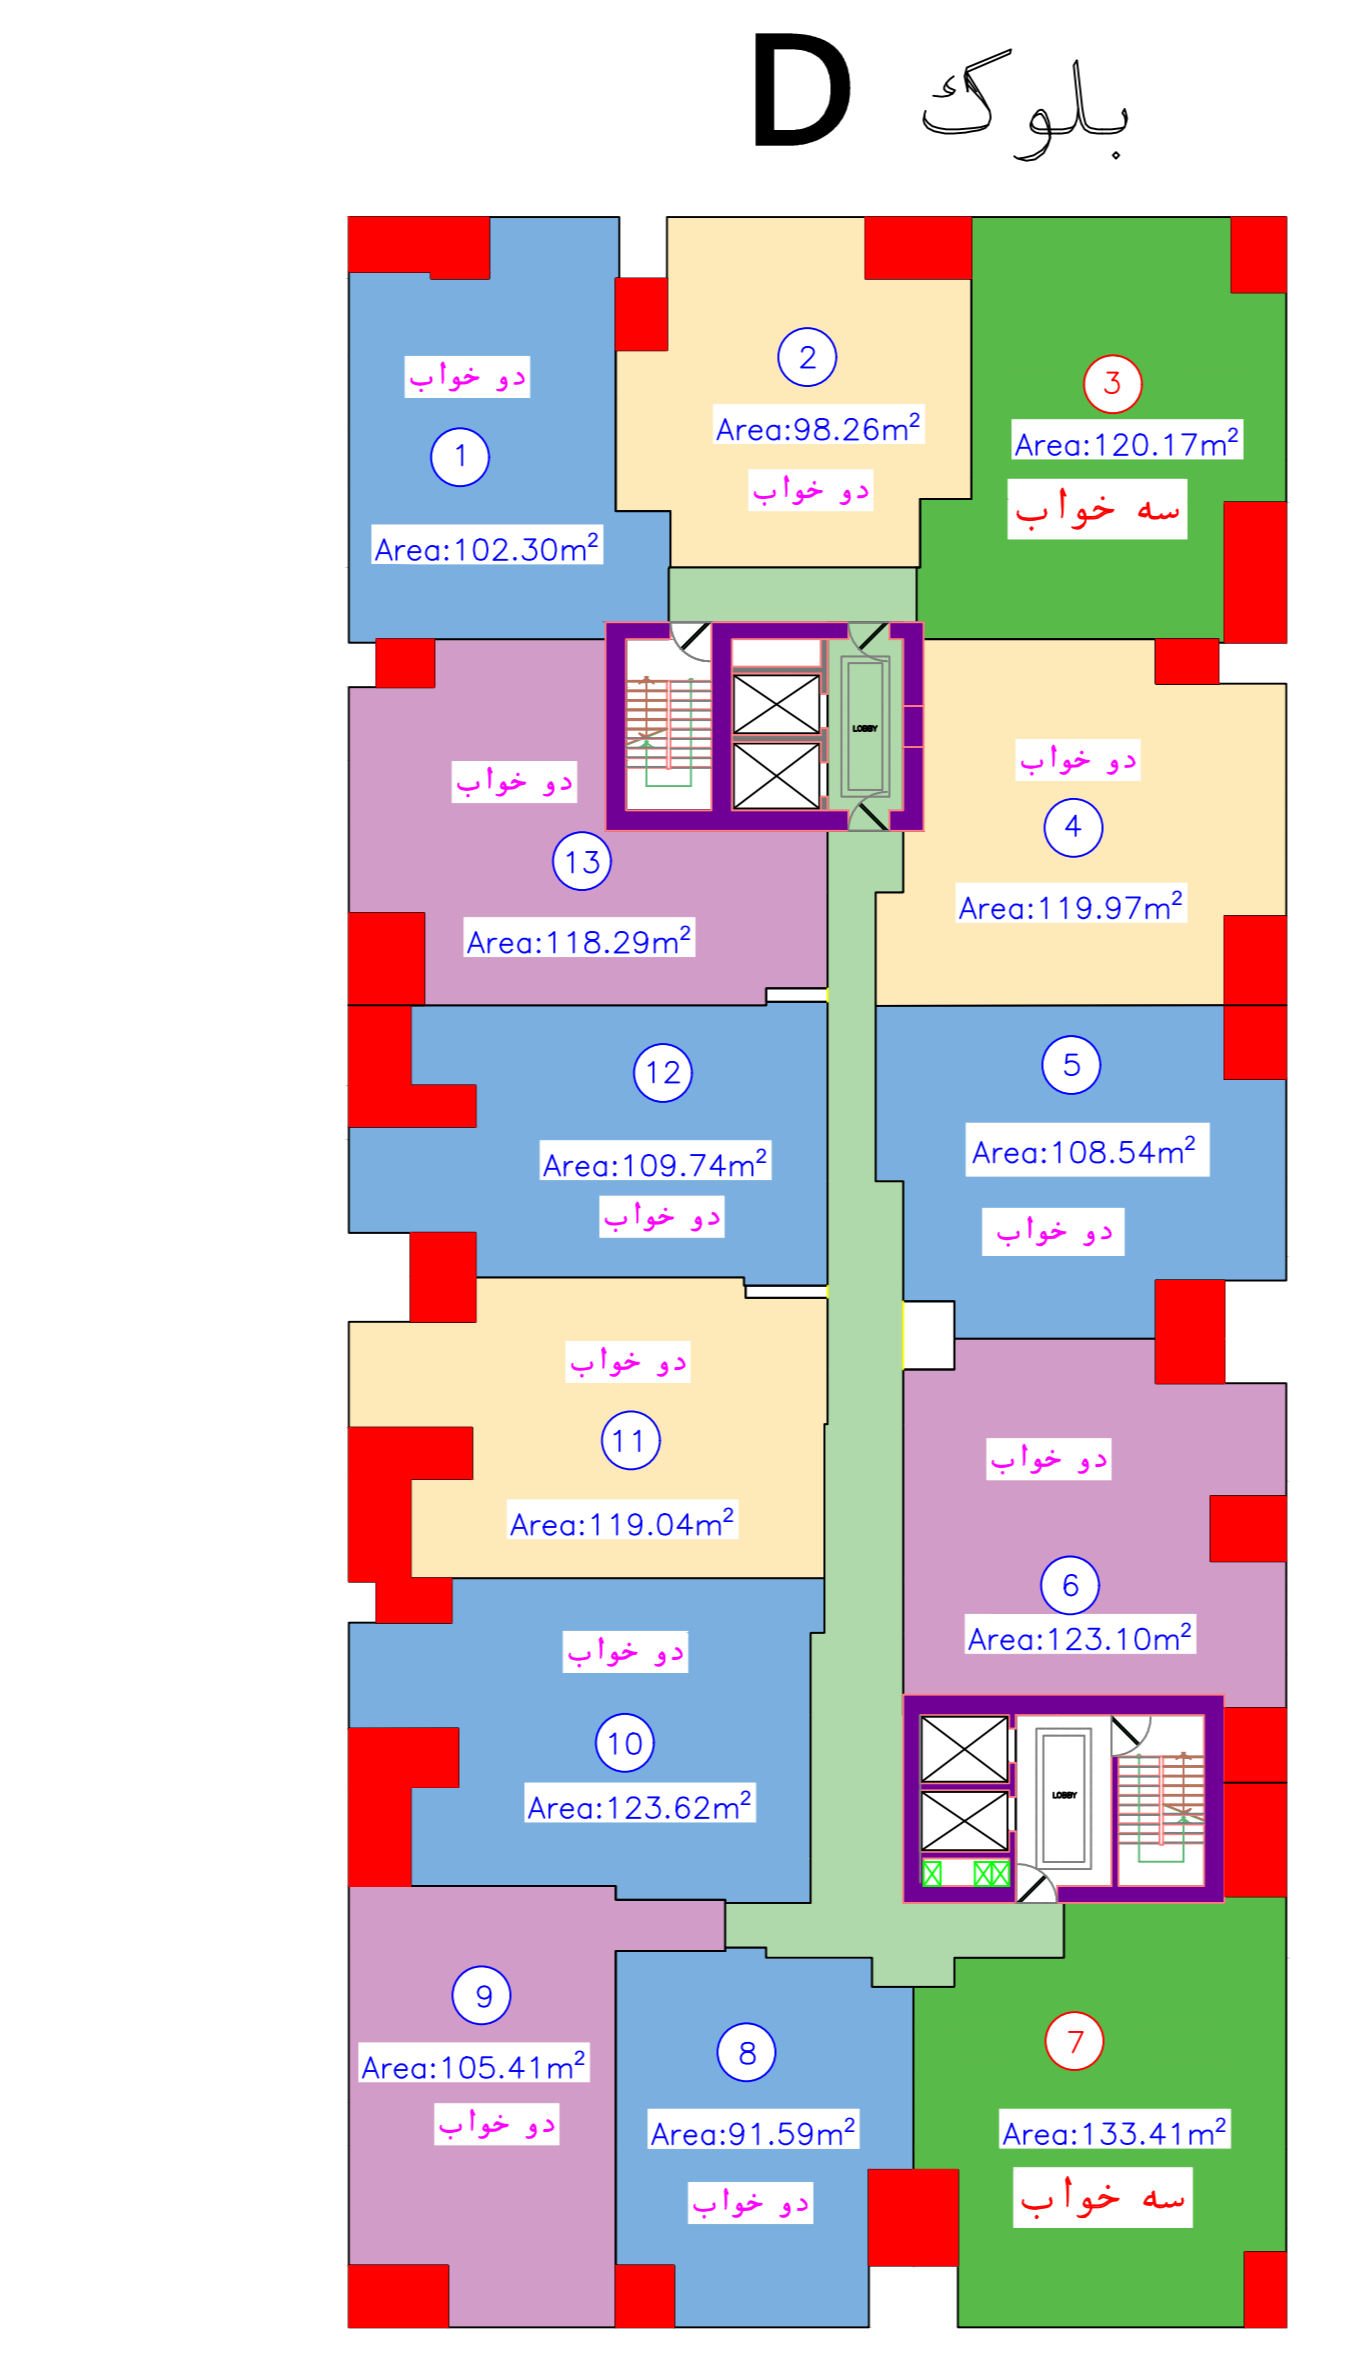 بلوك D
دو خواب
1
Area:102.30m²
2
Area:98.26m²
دو خواب
3
Area:120.17m²
سه خواب
LOBBY
دو خواب
13
Area:118.29m²
دو خواب
4
Area:119.97m²
12
Area:109.74m²
دو خواب
5
Area:108.54m²
دو خواب
دو خواب
11
Area:119.04m²
دو خواب
6
Area:123.10m²
دو خواب
10
Area:123.62m²
LOBBY
9
Area:105.41m²
دو خواب
8
Area:91.59m²
دو خواب
7
Area:133.41m²
سه خواب